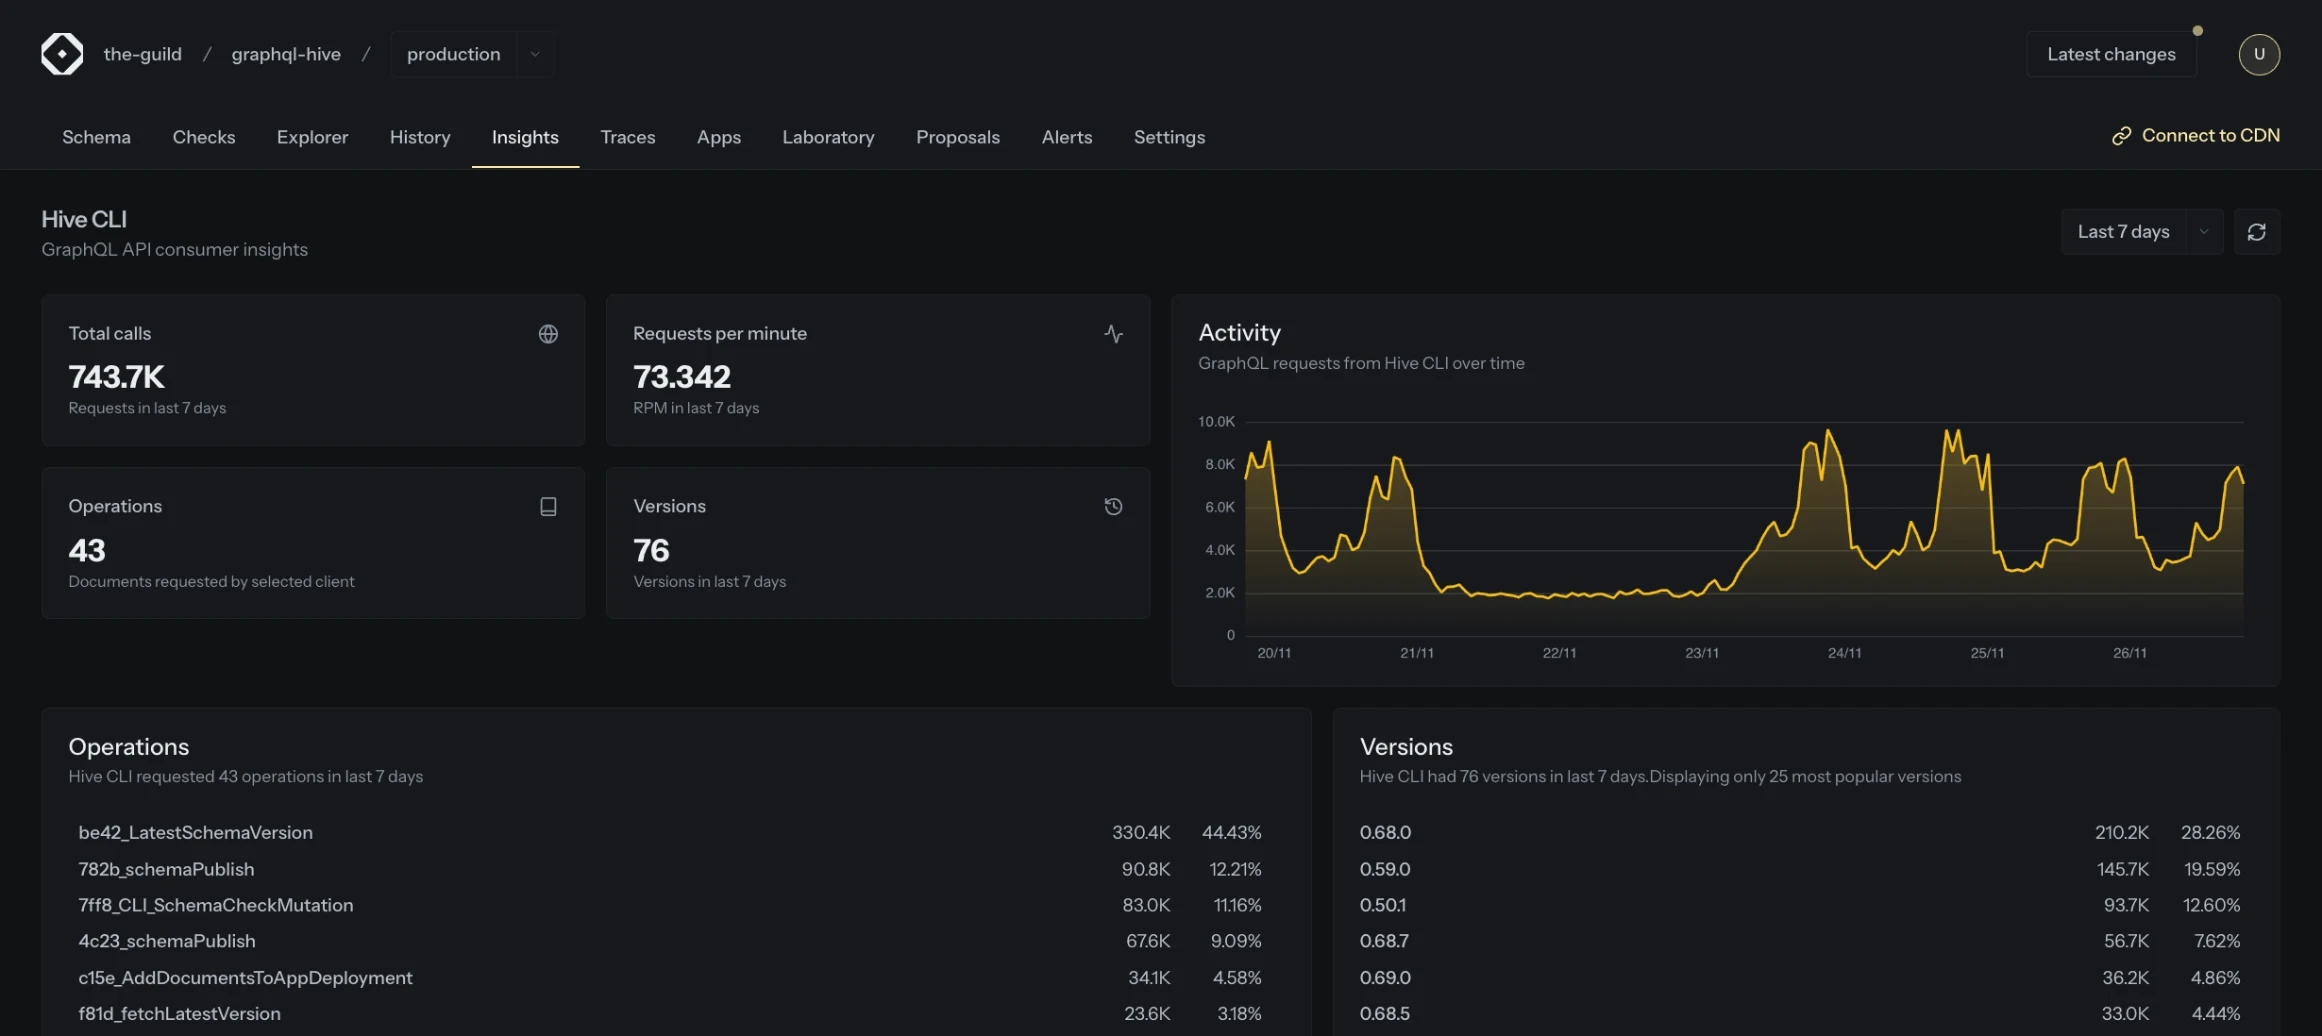 the-guild / graphql-hive / production
Latest changes
U
Schema Checks Explorer History Insights Traces Apps Laboratory Proposals Alerts Settings
Connect to CDN
Hive CLI
GraphQL API consumer insights
Last 7 days
Total calls
743.7K
Requests in last 7 days
Requests per minute
73.342
RPM in last 7 days
Operations
43
Documents requested by selected client
Versions
76
Versions in last 7 days
Activity
GraphQL requests from Hive CLI over time
10.0K
8.0K
6.0K
4.0K
2.0K
0
20/11 21/11 22/11 23/11 24/11 25/11 26/11
Operations
Hive CLI requested 43 operations in last 7 days
be42_LatestSchemaVersion 330.4K 44.43%
782b_schemaPublish 90.8K 12.21%
7ff8_CLI_SchemaCheckMutation 83.0K 11.16%
4c23_schemaPublish 67.6K 9.09%
c15e_AddDocumentsToAppDeployment 34.1K 4.58%
f81d_fetchLatestVersion 23.6K 3.18%
Versions
Hive CLI had 76 versions in last 7 days.Displaying only 25 most popular versions
0.68.0 210.2K 28.26%
0.59.0 145.7K 19.59%
0.50.1 93.7K 12.60%
0.68.7 56.7K 7.62%
0.69.0 36.2K 4.86%
0.68.5 33.0K 4.44%